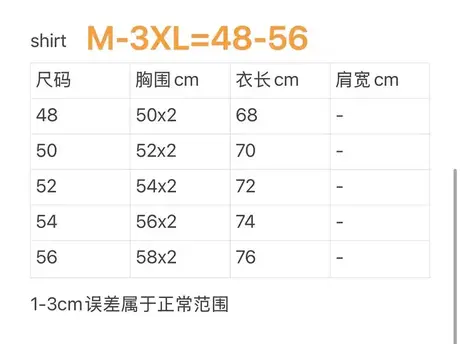 shirt M-3XL=48-56
尺码 胸围cm 衣长cm 肩宽cm
48 50x2 68 -
50 52x2 70 -
52 54x2 72 -
54 56x2 74 -
56 58x2 76 -
1-3cm误差属于正常范围